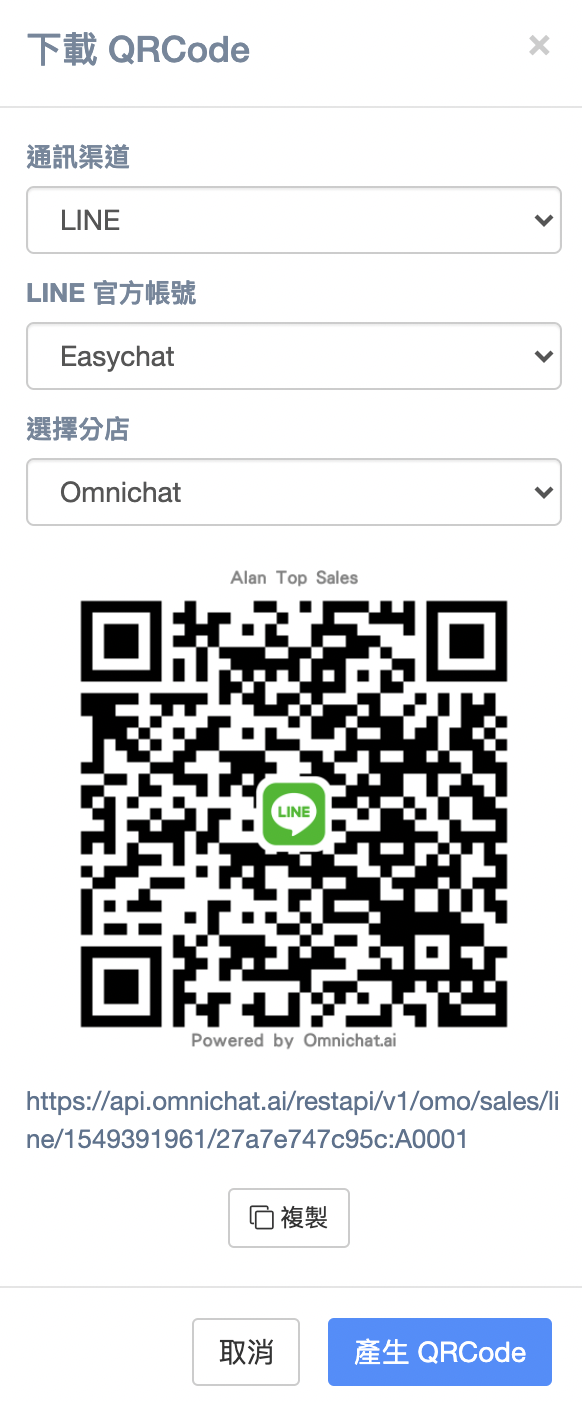 下載 QRCode
×
通訊渠道
LINE
LINE 官方帳號
Easychat
選擇分店
Omnichat
Alan Top Sales
LINE
Powered by Omnichat.ai
https://api.omnichat.ai/restapi/v1/omo/sales/li
ne/1549391961/27a7e747c95c:A0001
複製
取消
產生 QRCode